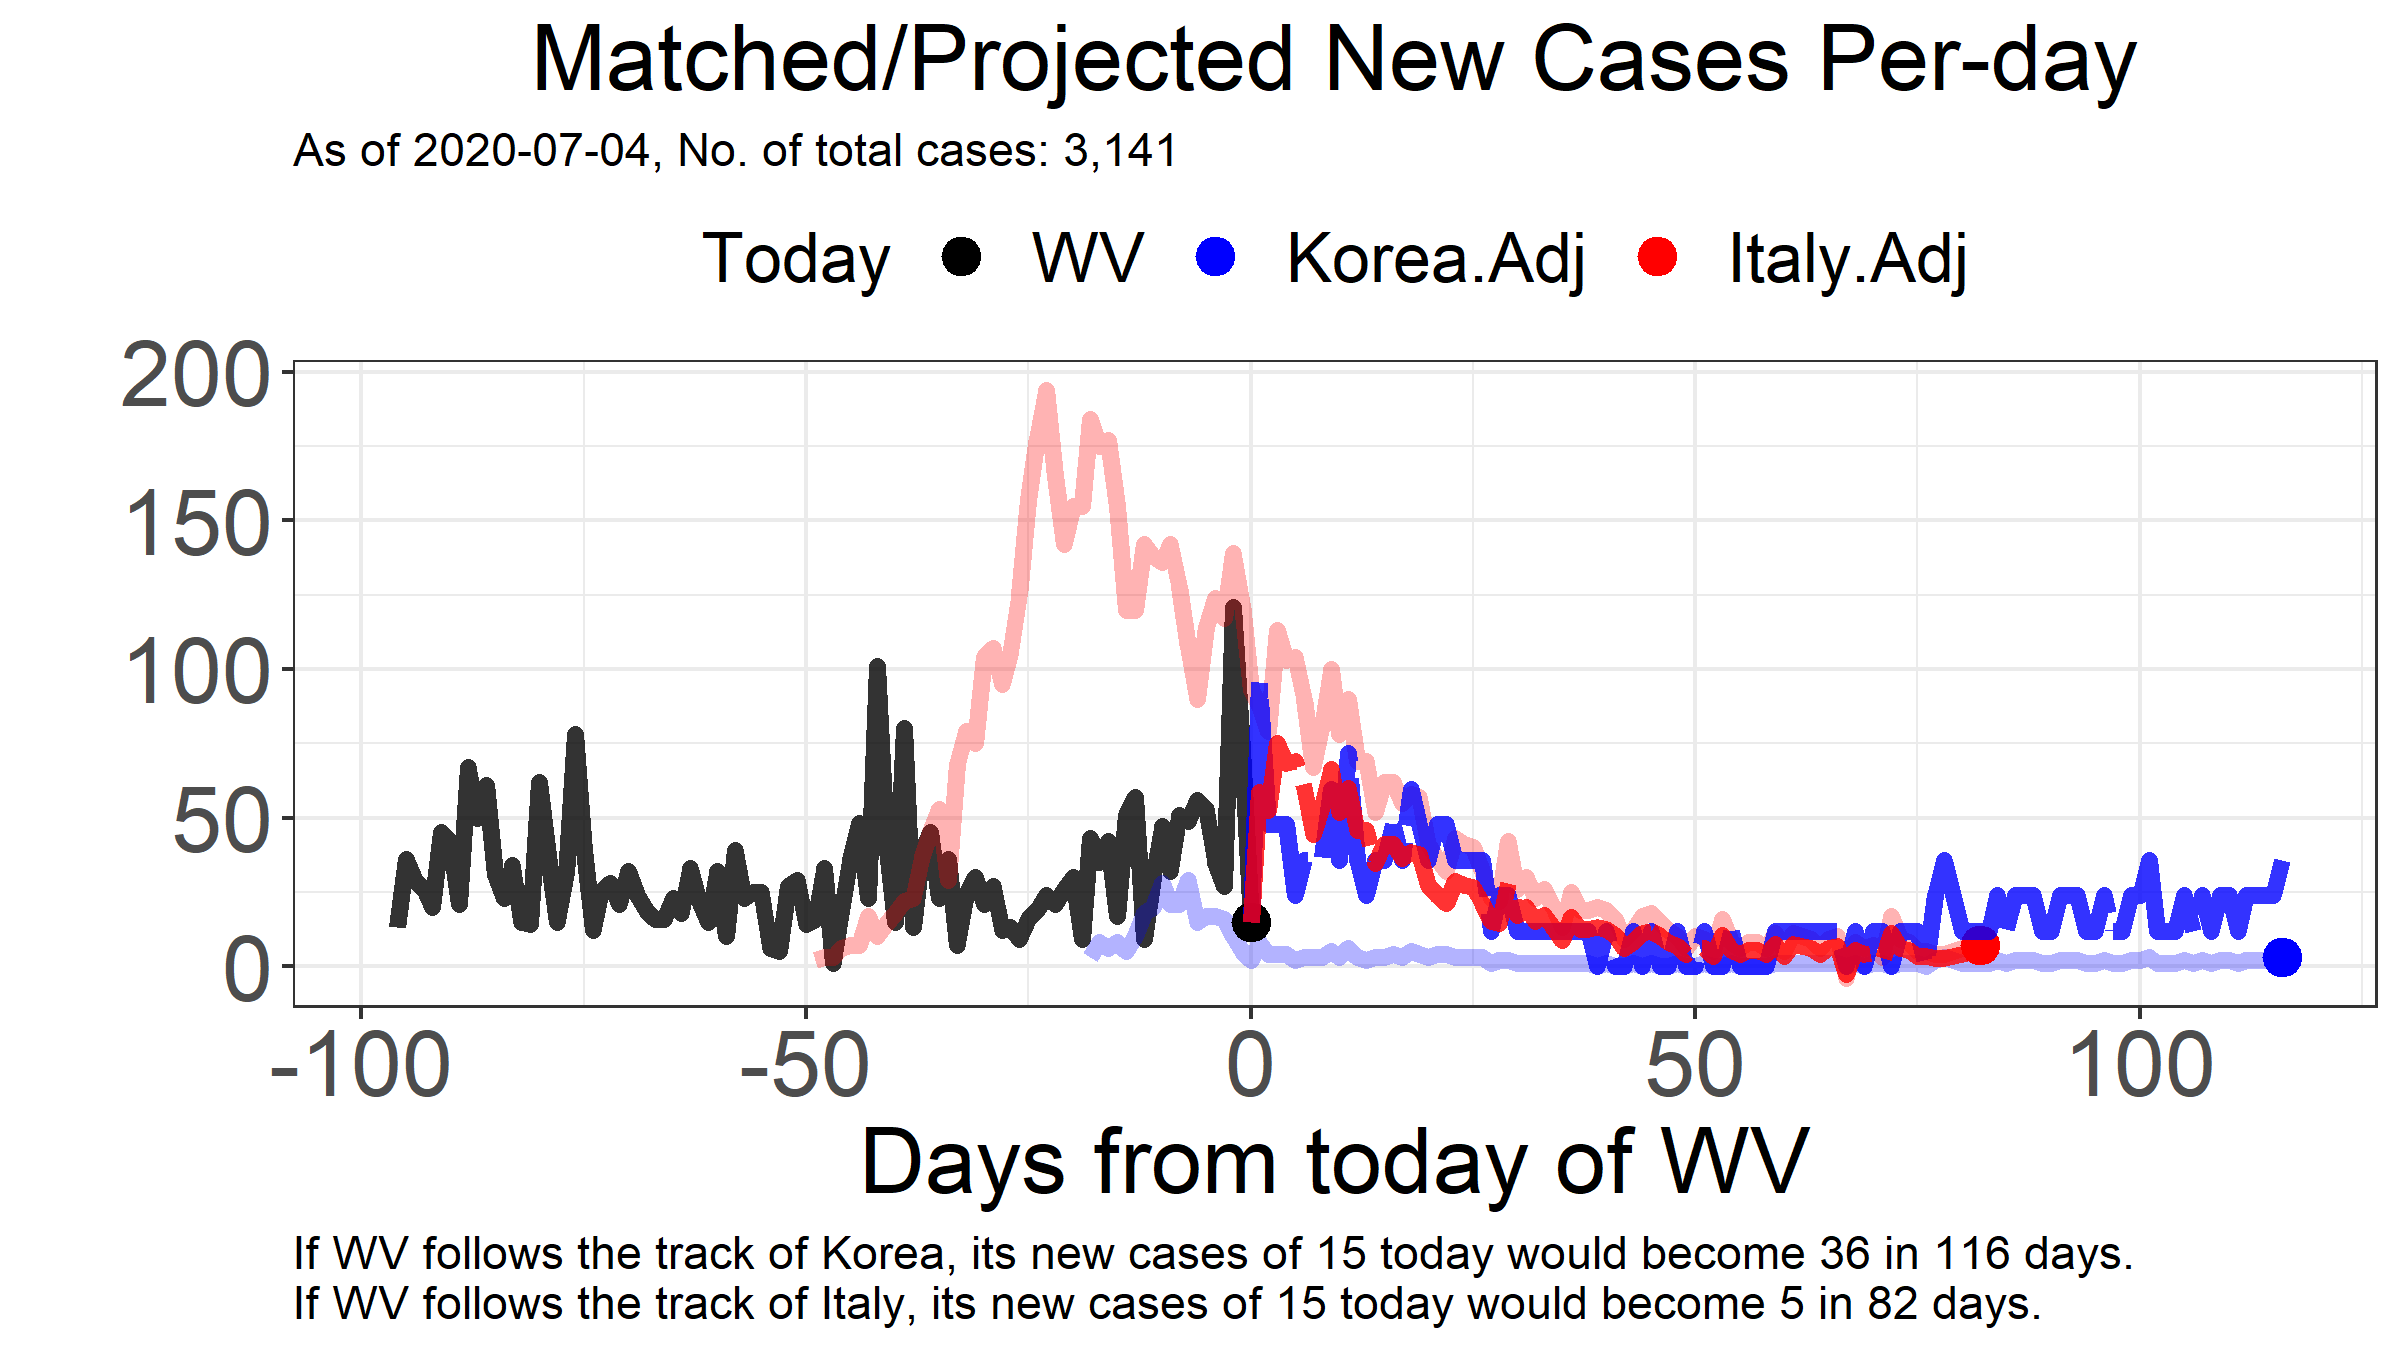 Matched/Projected New Cases Per-day
As of 2020-07-04, No. of total cases: 3,141
Today WV Korea.Adj Italy.Adj
200
150
100
50
0
-100 -50 0 50 100
Days from today of WV
If WV follows the track of Korea, its new cases of 15 today would become 36 in 116 days.
If WV follows the track of Italy, its new cases of 15 today would become 5 in 82 days.